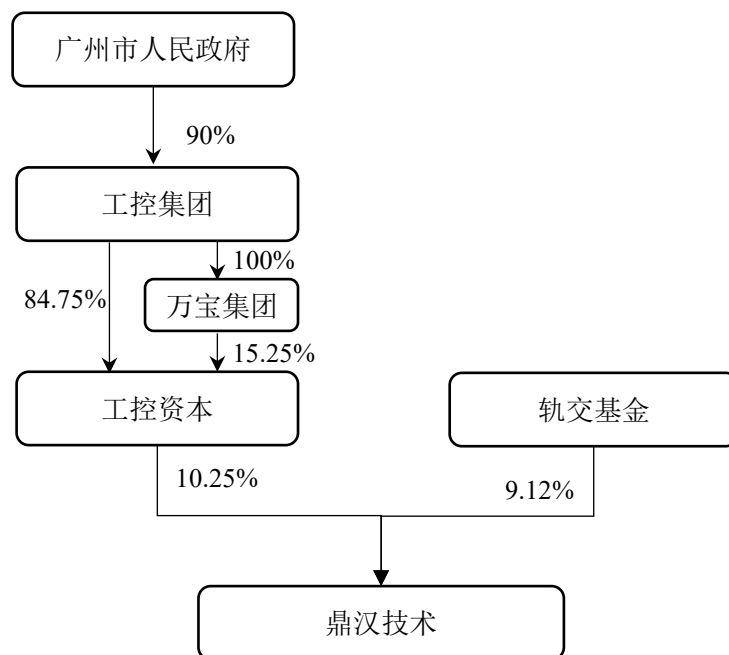 广州市人民政府
90%
工控集团
100%
84.75%
万宝集团
15.25%
工控资本
轨交基金
10.25%
9.12%
鼎汉技术